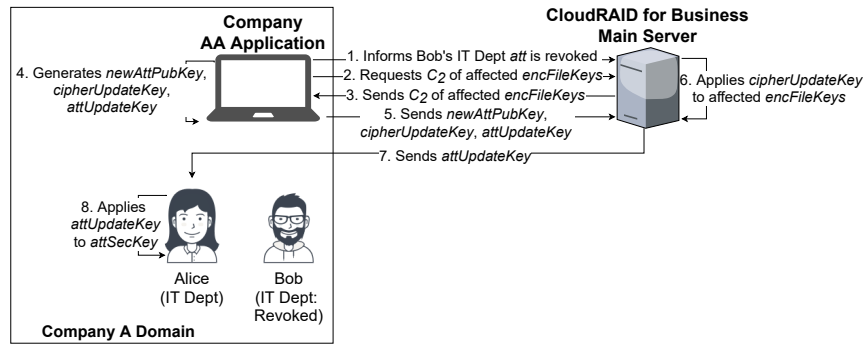 Company
AA Application
CloudRAID for Business
Main Server
1. Informs Bob's IT Dept att is revoked
2. Requests C2 of affected encFileKeys
3. Sends C2 of affected encFileKeys
4. Generates newAttPubKey,
cipherUpdateKey,
attUpdateKey
5. Sends newAttPubKey,
cipherUpdateKey, attUpdateKey
6. Applies cipherUpdateKey
to affected encFileKeys
7. Sends attUpdateKey
8. Applies
attUpdateKey
to attSecKey
Alice
(IT Dept)
Bob
(IT Dept:
Revoked)
Company A Domain